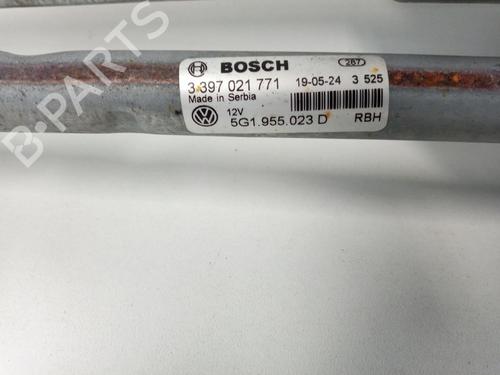 BOSCH 287
3 397 021 771 19-05-24 3 525
Made in Serbia
12V
5G1.955.023 D RBH
B-PARTS